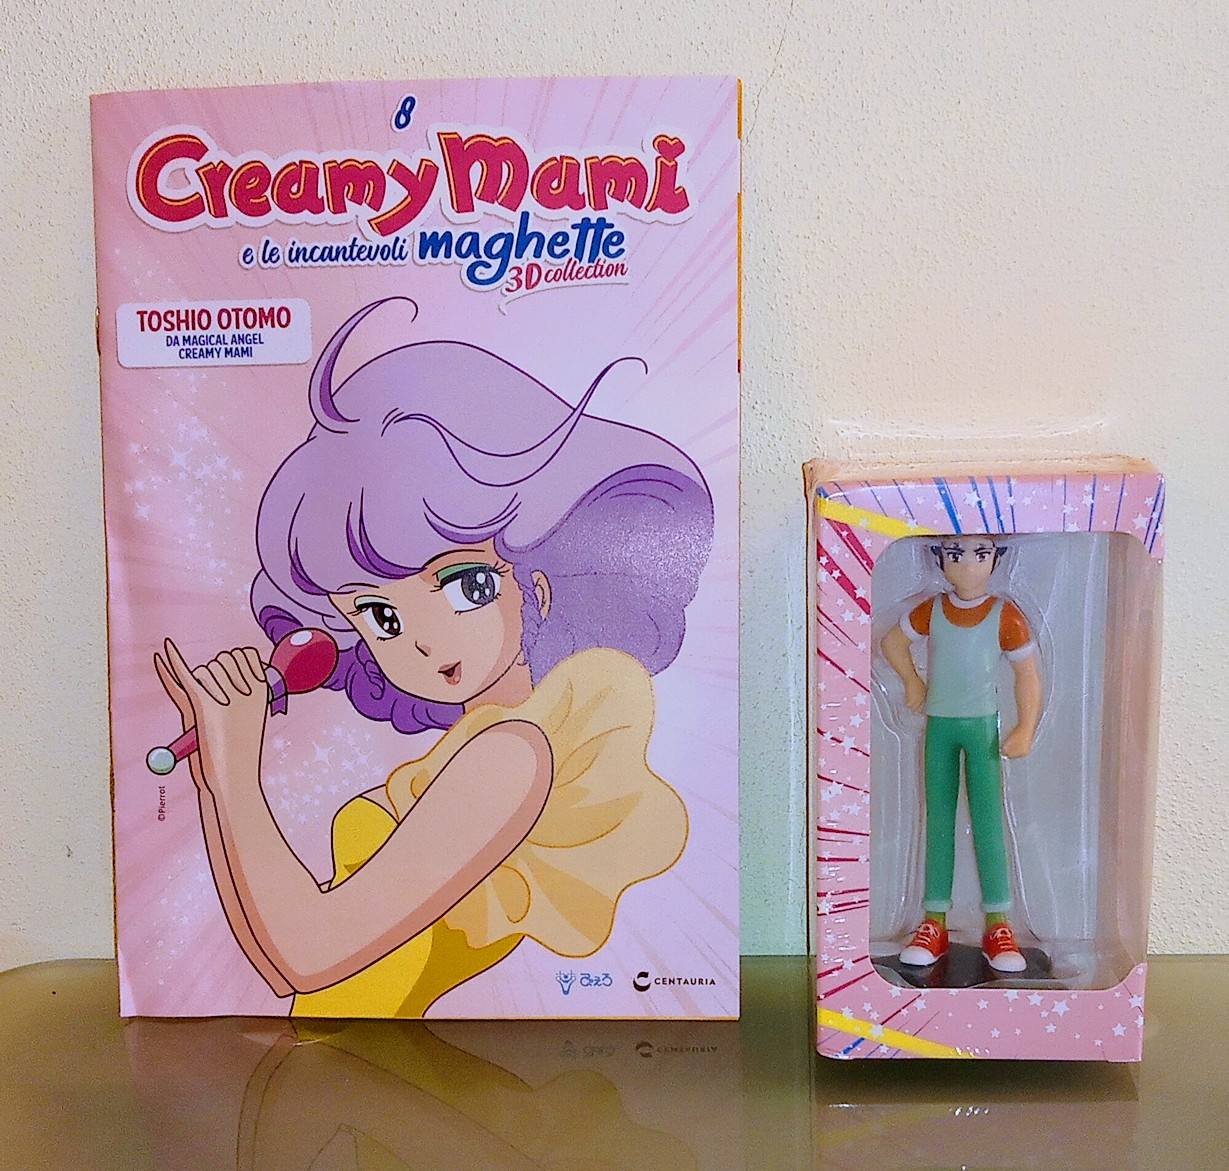 8
Creamy Mami
e le incantevoli maghette
3D collection
TOSHIO OTOMO
DA MAGICAL ANGEL
CREAMY MAMI
©Pierrot
CENTAURIA